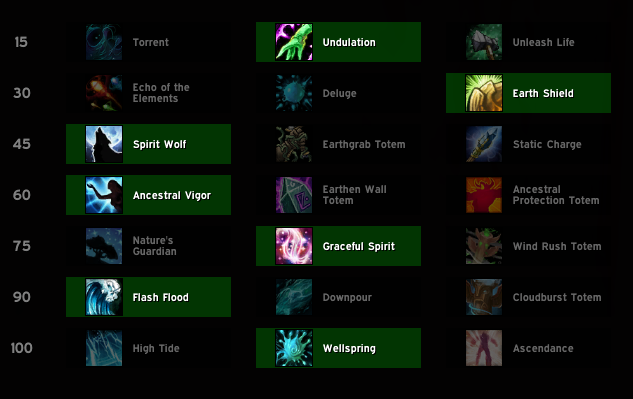 15 Torrent Undulation Unleash Life
30 Echo of the Elements Deluge Earth Shield
45 Spirit Wolf Earthgrab Totem Static Charge
60 Ancestral Vigor Earthen Wall Totem Ancestral Protection Totem
75 Nature's Guardian Graceful Spirit Wind Rush Totem
90 Flash Flood Downpour Cloudburst Totem
100 High Tide Wellspring Ascendance